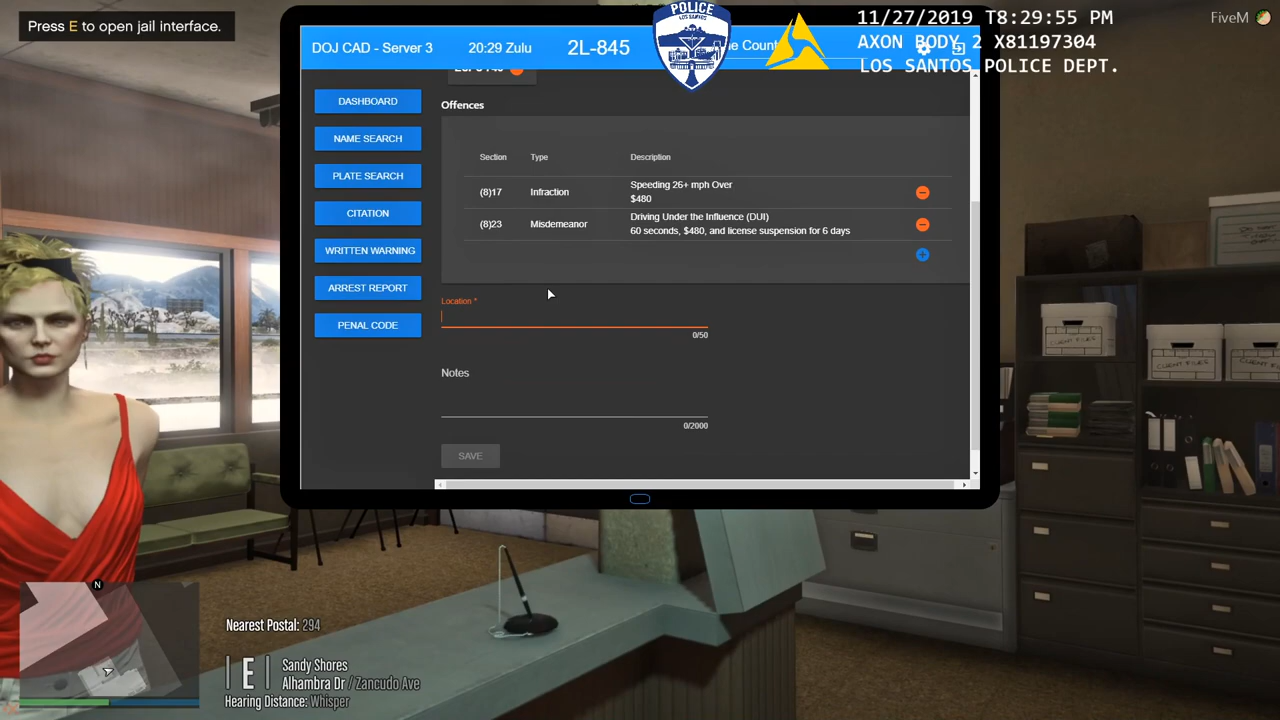 Press E to open jail interface.
POLICE
LOS SANTOS
11/27/2019 T8:29:55 PM
AXON BODY 2 X81197304
LOS SANTOS POLICE DEPT.
FiveM
DOJ CAD - Server 3
20:29 Zulu
2L-845
DASHBOARD
NAME SEARCH
PLATE SEARCH
CITATION
WRITTEN WARNING
ARREST REPORT
PENAL CODE
Offences
Section Type Description
(8)17 Infraction Speeding 26+ mph Over
$480
(8)23 Misdemeanor Driving Under the Influence (DUI)
60 seconds, $480, and license suspension for 6 days
Location *
0/50
Notes
0/2000
SAVE
CLIENT FILES
CLIENT FILES
N
Nearest Postal: 294
| E |
Sandy Shores
Alhambra Dr / Zancudo Ave
Hearing Distance: Whisper